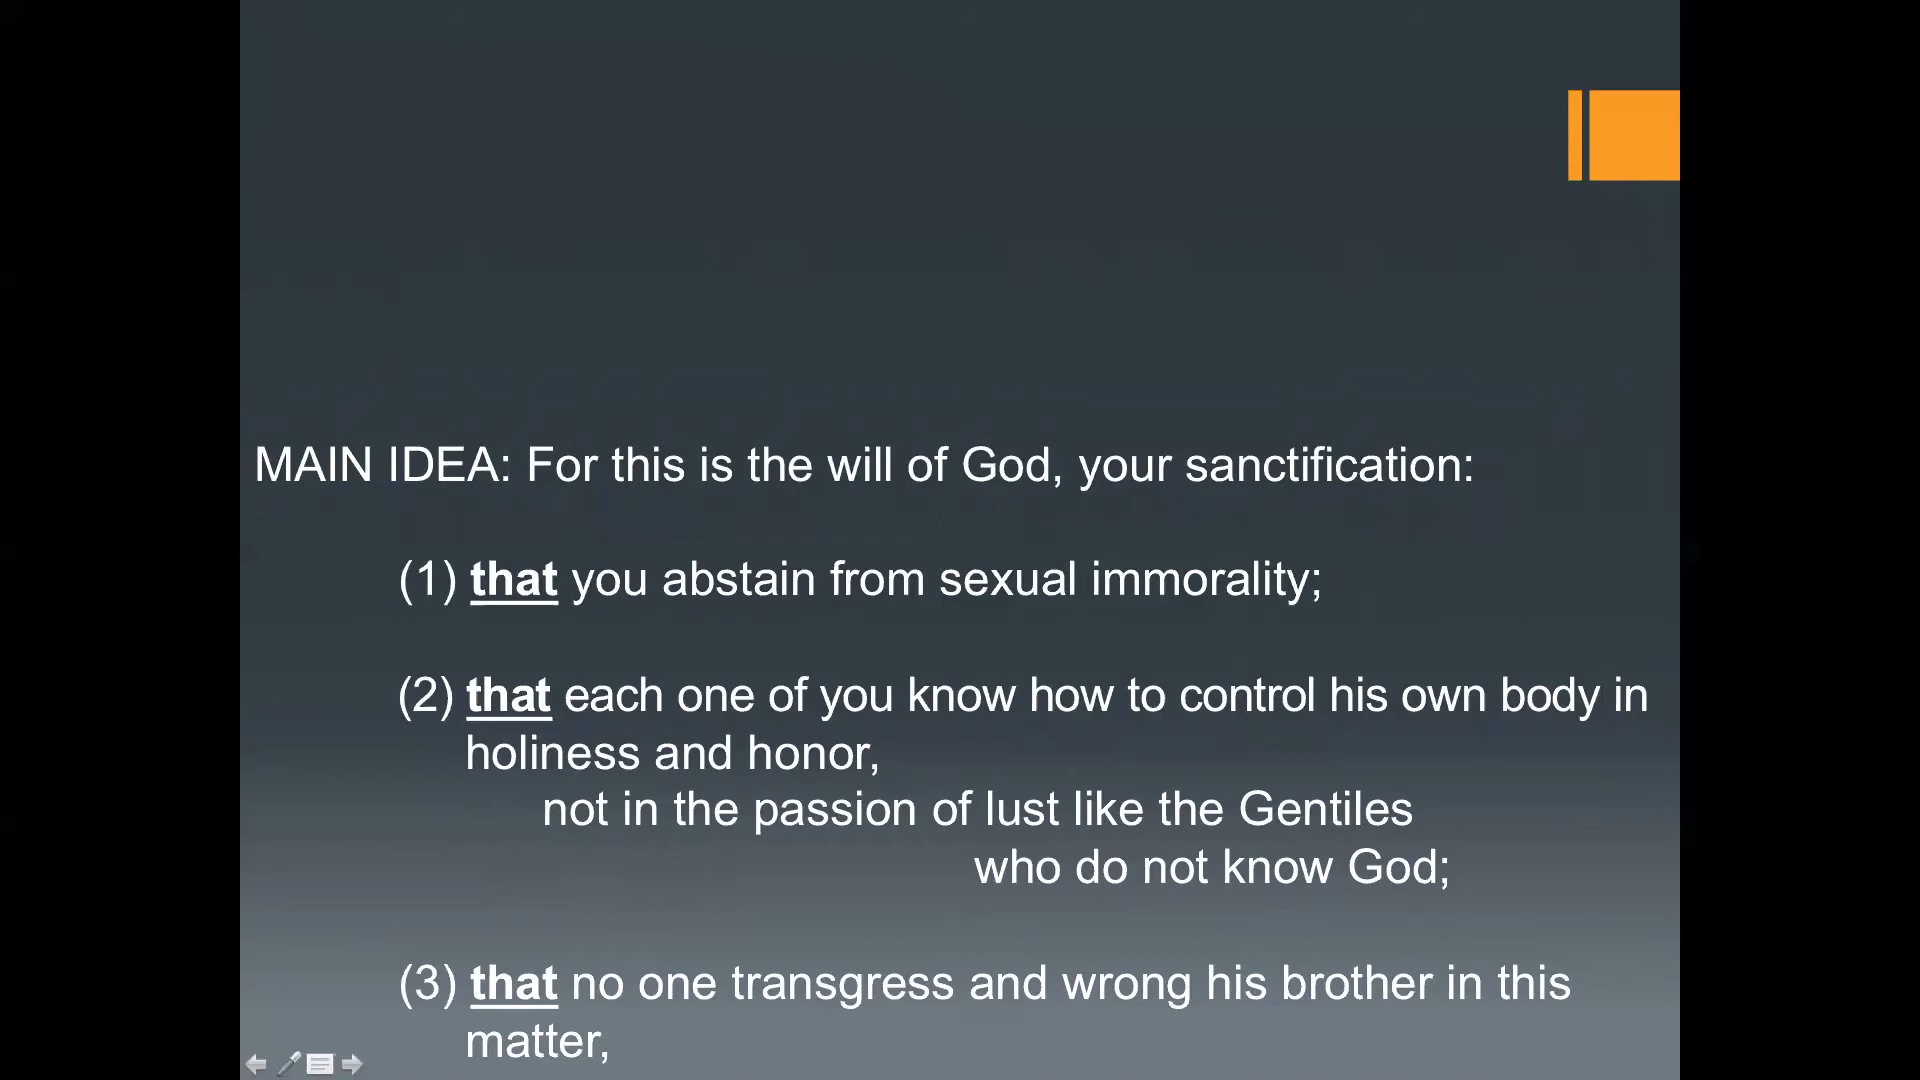 MAIN IDEA: For this is the will of God, your sanctification:
(1) that you abstain from sexual immorality;
(2) that each one of you know how to control his own body in
holiness and honor,
not in the passion of lust like the Gentiles
who do not know God;
(3) that no one transgress and wrong his brother in this
matter,